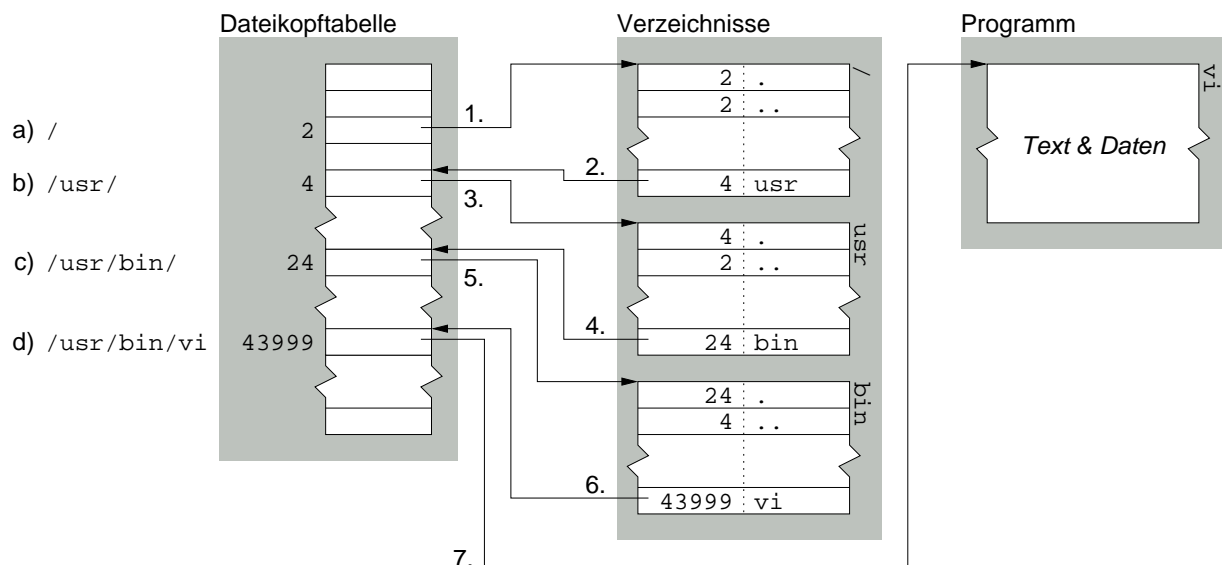 Dateikopftabelle
Verzeichnisse
Programm
a) /
2
b) /usr/
4
c) /usr/bin/
24
d) /usr/bin/vi
43999
1.
2.
3.
4.
5.
6.
7.
/
2 .
2 ..
4 usr
usr
4 .
2 ..
24 bin
bin
24 .
4 ..
43999 vi
vi
Text & Daten